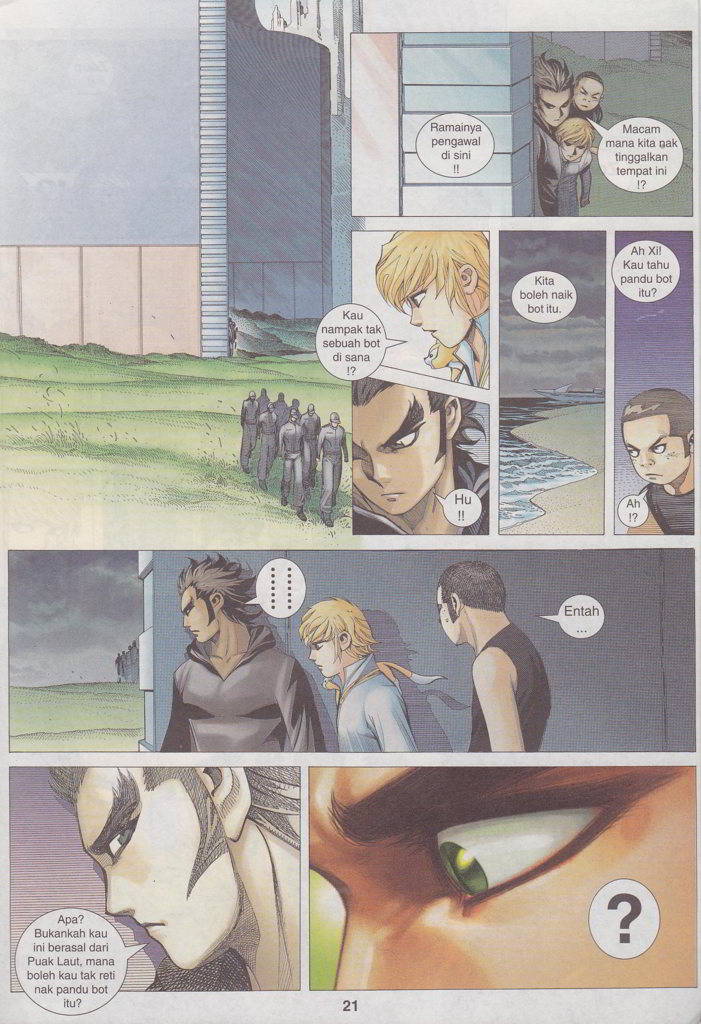 Ramainya
pengawal
di sini
!!
Macam
mana kita nak
tinggalkan
tempat ini
!?
Kau
nampak tak
sebuah bot
di sana
!?
Hu
!!
Kita
boleh naik
bot itu.
Ah Xi!
Kau tahu
pandu bot
itu?
Ah
!?
Entah
...
Apa?
Bukankah kau
ini berasal dari
Puak Laut, mana
boleh kau tak reti
nak pandu bot
itu?
?
21